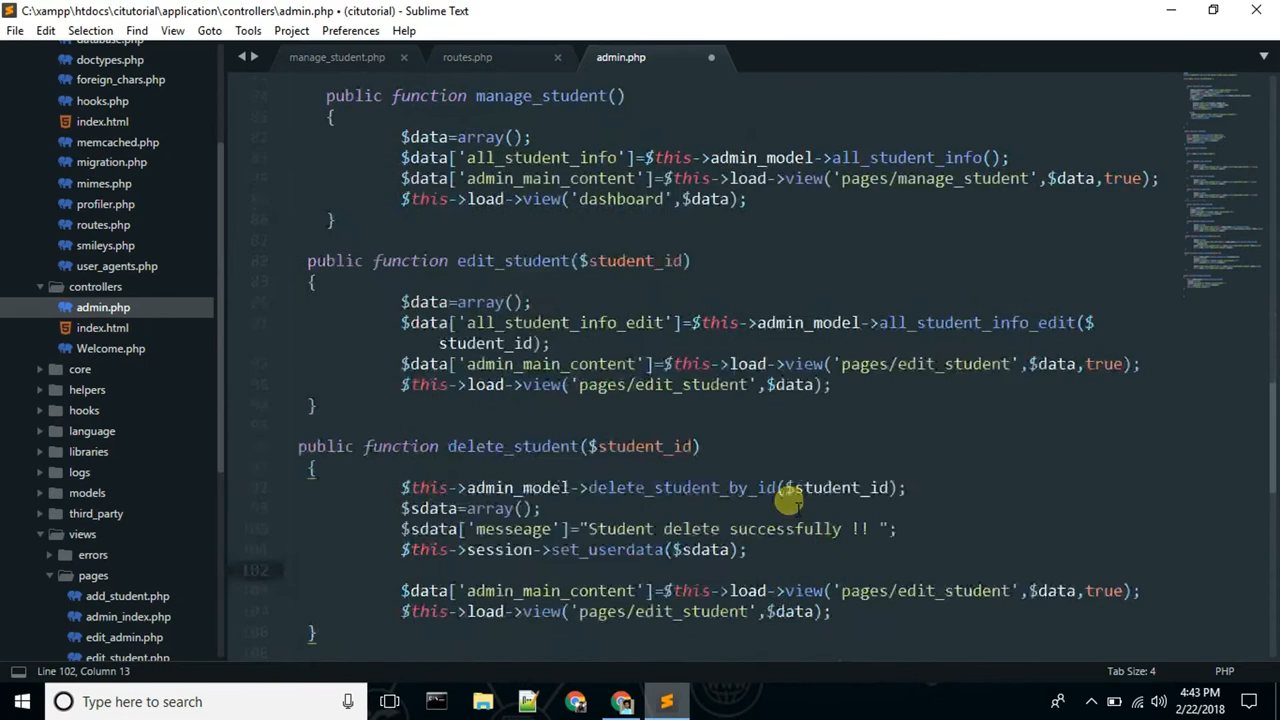 C:\xampp\htdocs\citutorial\application\controllers\admin.php • (citutorial) - Sublime Text
File Edit Selection Find View Goto Tools Project Preferences Help
manage_student.php routes.php admin.php
database.php
doctypes.php
foreign_chars.php
hooks.php
index.html
memcached.php
migration.php
mimes.php
profiler.php
routes.php
smileys.php
user_agents.php
controllers
admin.php
index.html
Welcome.php
core
helpers
hooks
language
libraries
logs
models
third_party
views
errors
pages
add_student.php
admin_index.php
edit_admin.php
edit_student.php
public function manage_student()
{
$data=array();
$data['all_student_info']=$this->admin_model->all_student_info();
$data['admin_main_content']=$this->load->view('pages/manage_student',$data,true);
$this->load->view('dashboard',$data);
}
public function edit_student($student_id)
{
$data=array();
$data['all_student_info_edit']=$this->admin_model->all_student_info_edit($
student_id);
$data['admin_main_content']=$this->load->view('pages/edit_student',$data,true);
$this->load->view('pages/edit_student',$data);
}
public function delete_student($student_id)
{
$this->admin_model->delete_student_by_id($student_id);
$sdata=array();
$sdata['messeage']="Student delete successfully !! ";
$this->session->set_userdata($sdata);
102
$data['admin_main_content']=$this->load->view('pages/edit_student',$data,true);
$this->load->view('pages/edit_student',$data);
}
Line 102, Column 13 Tab Size: 4 PHP
Type here to search
4:43 PM
2/22/2018